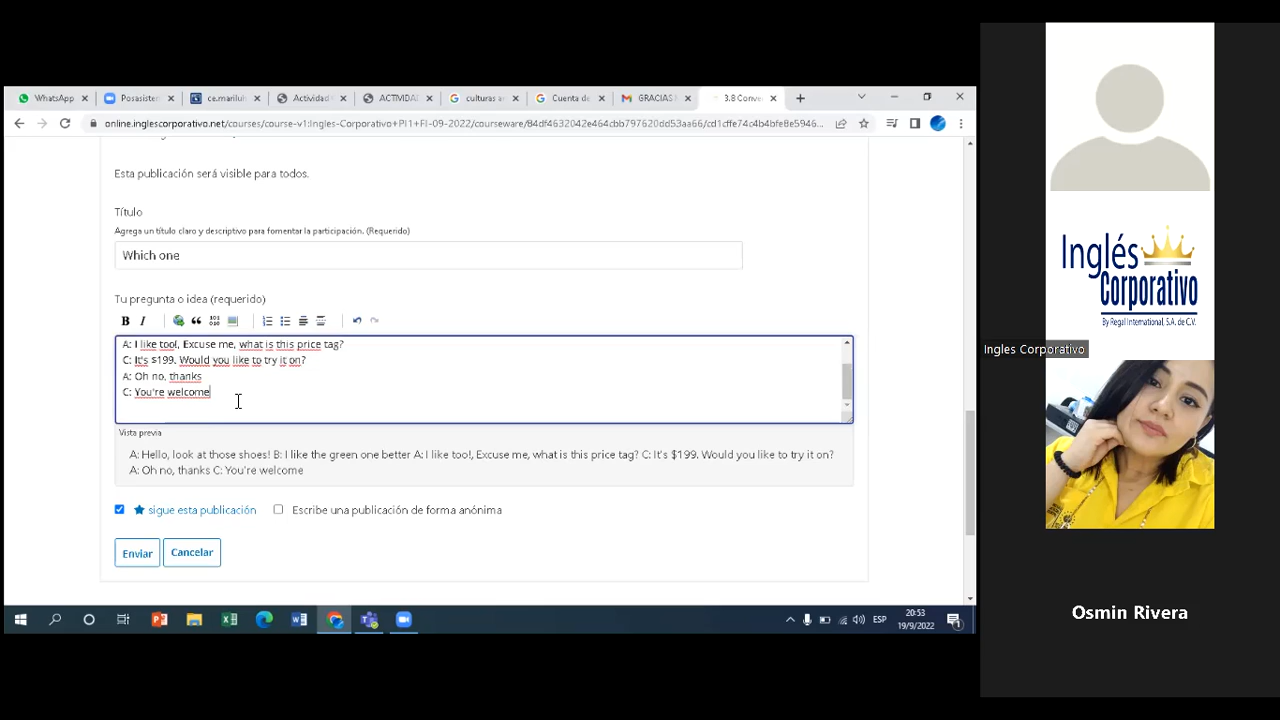 WhatsApp
Posasisten
ce.mariluis
Actividad
ACTIVIDAD
culturas an
Cuenta de
GRACIAS
3.8 Conver
online.inglescorporativo.net/courses/course-v1:Ingles-Corporativo+PI1+FI-09-2022/courseware/84df4632042e464cbb797620dd53aa66/cd1cffe74c4b4bfe8e5946...
Esta publicación será visible para todos.
Título
Agrega un título claro y descriptivo para fomentar la participación. (Requerido)
Which one
Tu pregunta o idea (requerido)
B I
A: I like too!, Excuse me, what is this price tag?
C: It's $199. Would you like to try it on?
A: Oh no, thanks
C: You're welcome
Vista previa
A: Hello, look at those shoes! B: I like the green one better A: I like too!, Excuse me, what is this price tag? C: It's $199. Would you like to try it on?
A: Oh no, thanks C: You're welcome
sigue esta publicación Escribe una publicación de forma anónima
Enviar Cancelar
ESP
20:53
19/9/2022
Inglés
Corporativo
By Regal International, S.A. de C.V.
Ingles Corporativo
Osmin Rivera